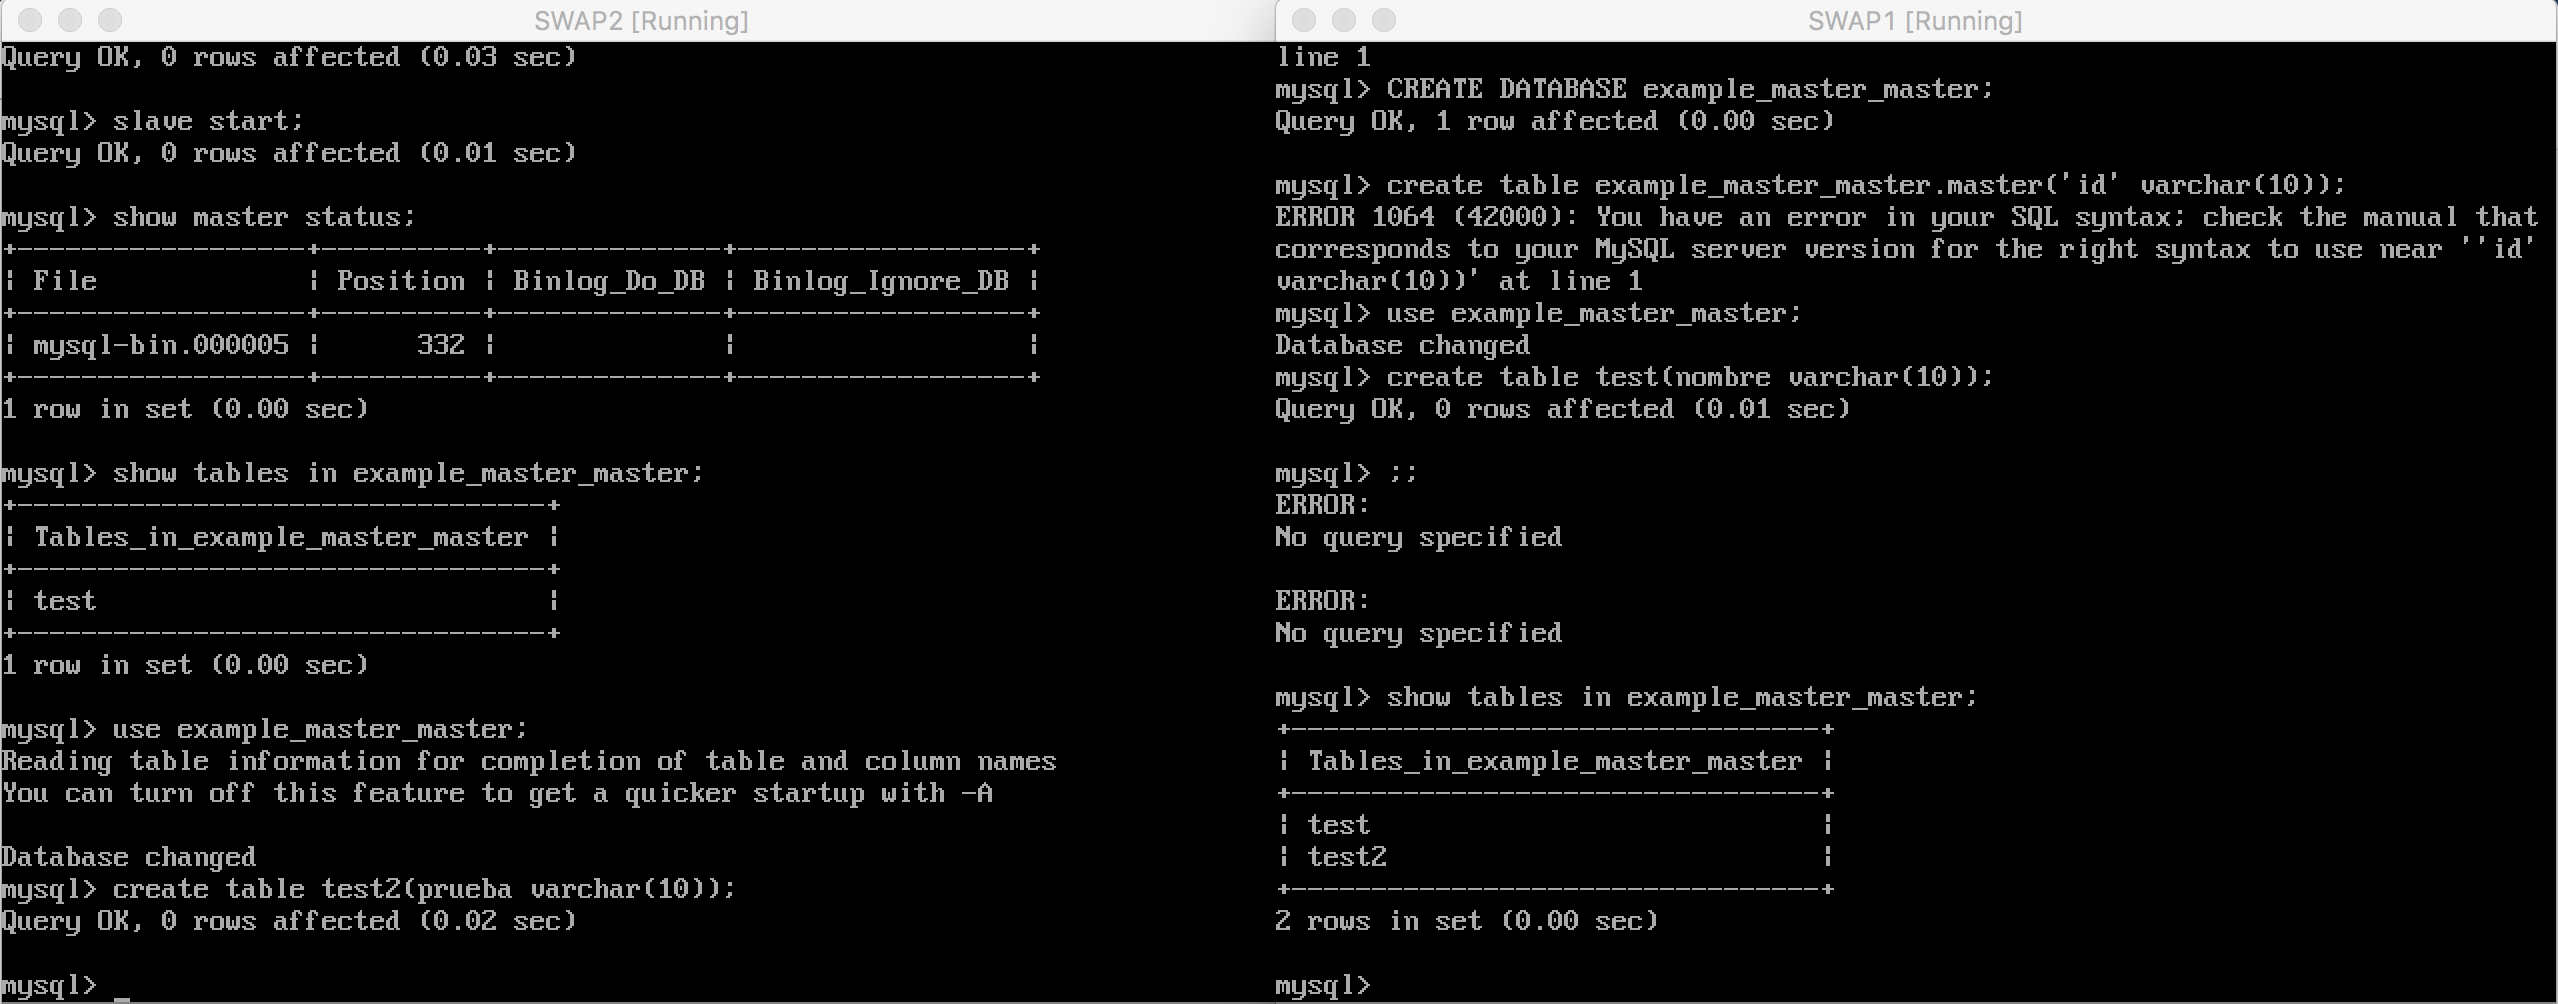 SWAP2 [Running]
Query OK, 0 rows affected (0.03 sec)
mysql> slave start;
Query OK, 0 rows affected (0.01 sec)
mysql> show master status;
+------------------+----------+--------------+------------------+
| File             | Position | Binlog_Do_DB | Binlog_Ignore_DB |
+------------------+----------+--------------+------------------+
| mysql-bin.000005 |      332 |              |                  |
+------------------+----------+--------------+------------------+
1 row in set (0.00 sec)
mysql> show tables in example_master_master;
+---------------------------------+
| Tables_in_example_master_master |
+---------------------------------+
| test                            |
+---------------------------------+
1 row in set (0.00 sec)
mysql> use example_master_master;
Reading table information for completion of table and column names
You can turn off this feature to get a quicker startup with -A
Database changed
mysql> create table test2(prueba varchar(10));
Query OK, 0 rows affected (0.02 sec)
mysql> _
SWAP1 [Running]
line 1
mysql> CREATE DATABASE example_master_master;
Query OK, 1 row affected (0.00 sec)
mysql> create table example_master_master.master('id' varchar(10));
ERROR 1064 (42000): You have an error in your SQL syntax; check the manual that
corresponds to your MySQL server version for the right syntax to use near ''id'
varchar(10))' at line 1
mysql> use example_master_master;
Database changed
mysql> create table test(nombre varchar(10));
Query OK, 0 rows affected (0.01 sec)
mysql> ;;
ERROR:
No query specified
ERROR:
No query specified
mysql> show tables in example_master_master;
+---------------------------------+
| Tables_in_example_master_master |
+---------------------------------+
| test                            |
| test2                           |
+---------------------------------+
2 rows in set (0.00 sec)
mysql>